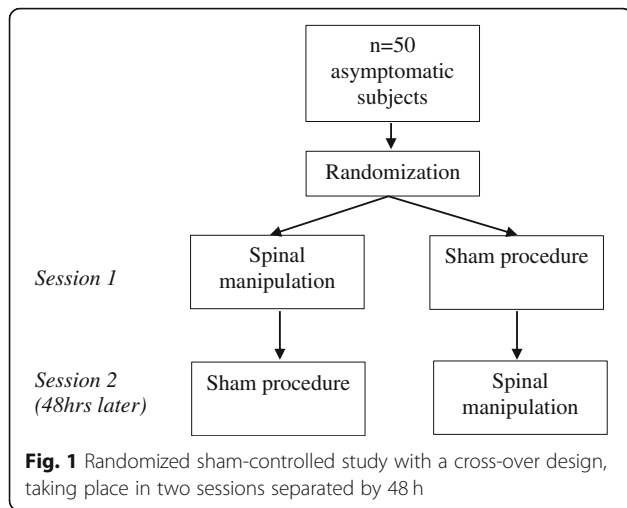 n=50
asymptomatic
subjects
Randomization
Session 1
Spinal
manipulation
Sham procedure
Session 2
(48hrs later)
Sham procedure
Spinal
manipulation
Fig. 1 Randomized sham-controlled study with a cross-over design,
taking place in two sessions separated by 48 h